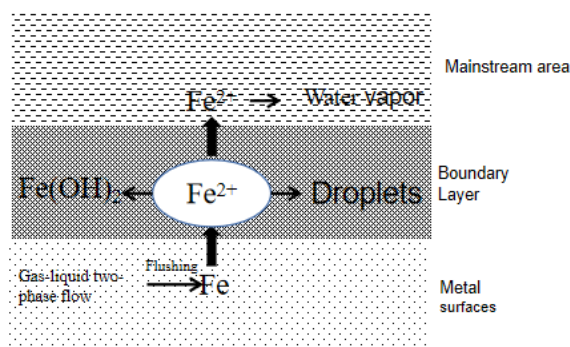 Mainstream area
Fe2+ Water vapor
Fe(OH)2 Fe2+ Droplets
Boundary
Layer
Gas-liquid two-
phase flow
Flushing
Fe
Metal
surfaces